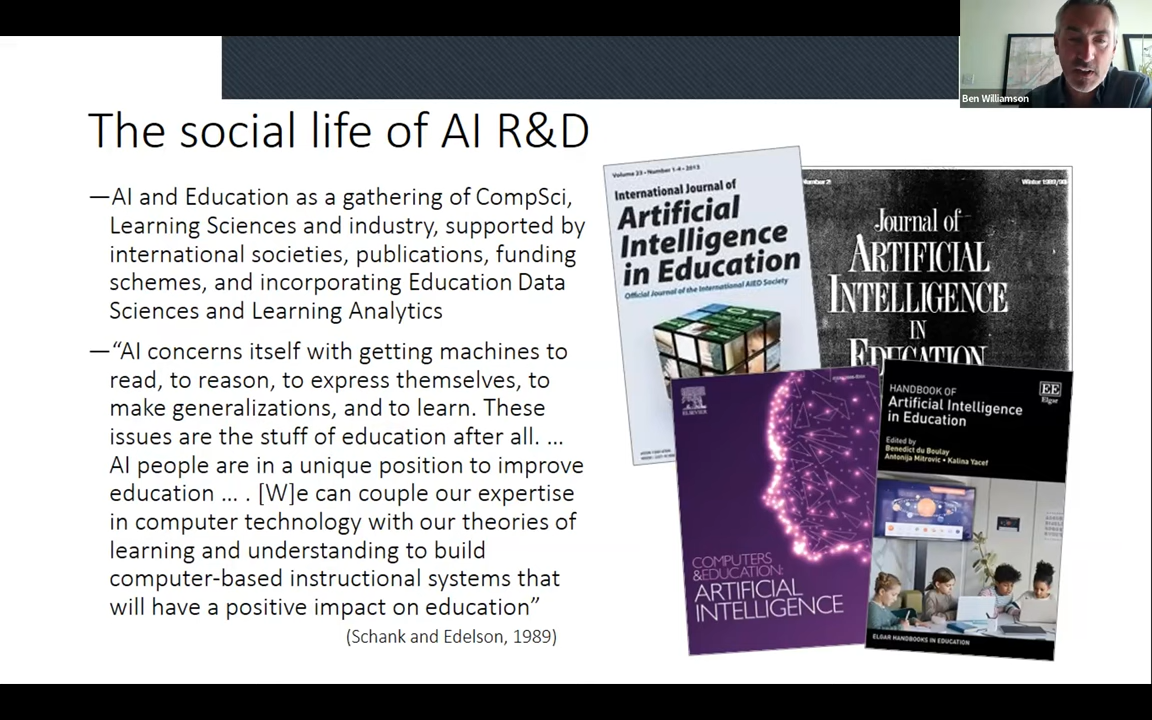 Ben Williamson
The social life of AI R&D
—AI and Education as a gathering of CompSci,
Learning Sciences and industry, supported by
international societies, publications, funding
schemes, and incorporating Education Data
Sciences and Learning Analytics
—“AI concerns itself with getting machines to
read, to reason, to express themselves, to
make generalizations, and to learn. These
issues are the stuff of education after all. …
AI people are in a unique position to improve
education … . [W]e can couple our expertise
in computer technology with our theories of
learning and understanding to build
computer-based instructional systems that
will have a positive impact on education”
(Schank and Edelson, 1989)
Volume 23 • Number 1-4 • 2013
International Journal of
Artificial
Intelligence
in Education
Official Journal of the International AIED Society
Number 2
Journal of
ARTIFICIAL
INTELLIGENCE
IN
EDUCATION
ELSEVIER
COMPUTERS
&EDUCATION:
ARTIFICIAL
INTELLIGENCE
EE
Elgar
HANDBOOK OF
Artificial Intelligence
in Education
Edited by
Benedict du Boulay
Antonija Mitrovic • Kalina Yacef
ELGAR HANDBOOKS IN EDUCATION